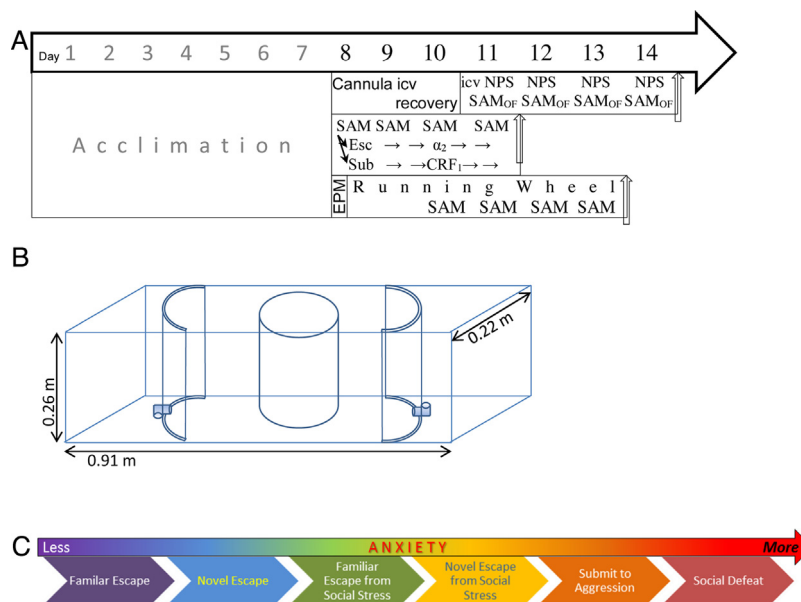 A
Day 1 2 3 4 5 6 7 8 9 10 11 12 13 14
Acclimation
Cannula icv
recovery
icv NPS NPS NPS NPS
SAMOF SAMOF SAMOF SAMOF
SAM SAM SAM SAM
Esc → → α2 → →
Sub → → CRF1 → →
EPM
Running Wheel
SAM SAM SAM SAM
B
0.26 m
0.91 m
0.22 m
C
Less
ANXIETY
More
Familar Escape
Novel Escape
Familiar
Escape from
Social Stress
Novel Escape
from Social
Stress
Submit to
Aggression
Social Defeat